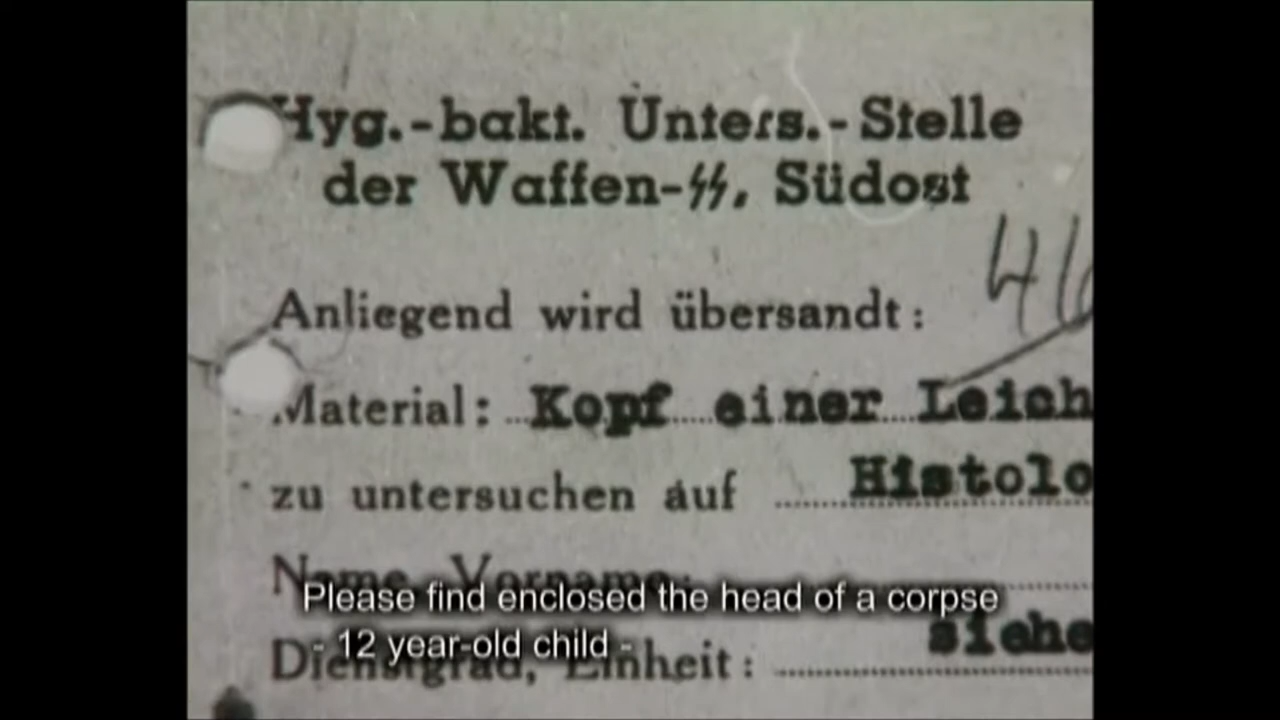 Hyg.-bakt. Unters.-Stelle
der Waffen-SS, Südost
Anliegend wird übersandt:
Material: Kopf einer Leich
zu untersuchen auf Histolo
Name, Vorname:
Please find enclosed the head of a corpse
siehe
- 12 year-old child -
Dienstgrad, Einheit: